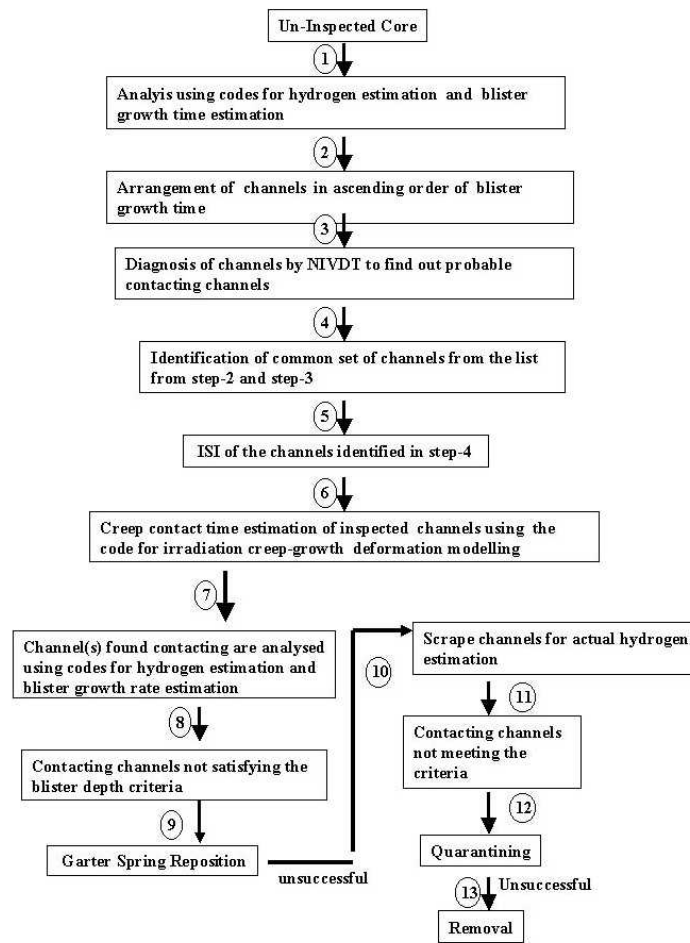 Un-Inspected Core
1
Analyis using codes for hydrogen estimation and blister
growth time estimation
2
Arrangement of channels in ascending order of blister
growth time
3
Diagnosis of channels by NIVDT to find out probable
contacting channels
4
Identification of common set of channels from the list
from step-2 and step-3
5
ISI of the channels identified in step-4
6
Creep contact time estimation of inspected channels using the
code for irradiation creep-growth deformation modelling
7
Channel(s) found contacting are analysed
using codes for hydrogen estimation and
blister growth rate estimation
8
Contacting channels not satisfying the
blister depth criteria
9
Garter Spring Reposition
unsuccessful
10
Scrape channels for actual hydrogen
estimation
11
Contacting channels
not meeting the
criteria
12
Quarantining
13 Unsuccessful
Removal